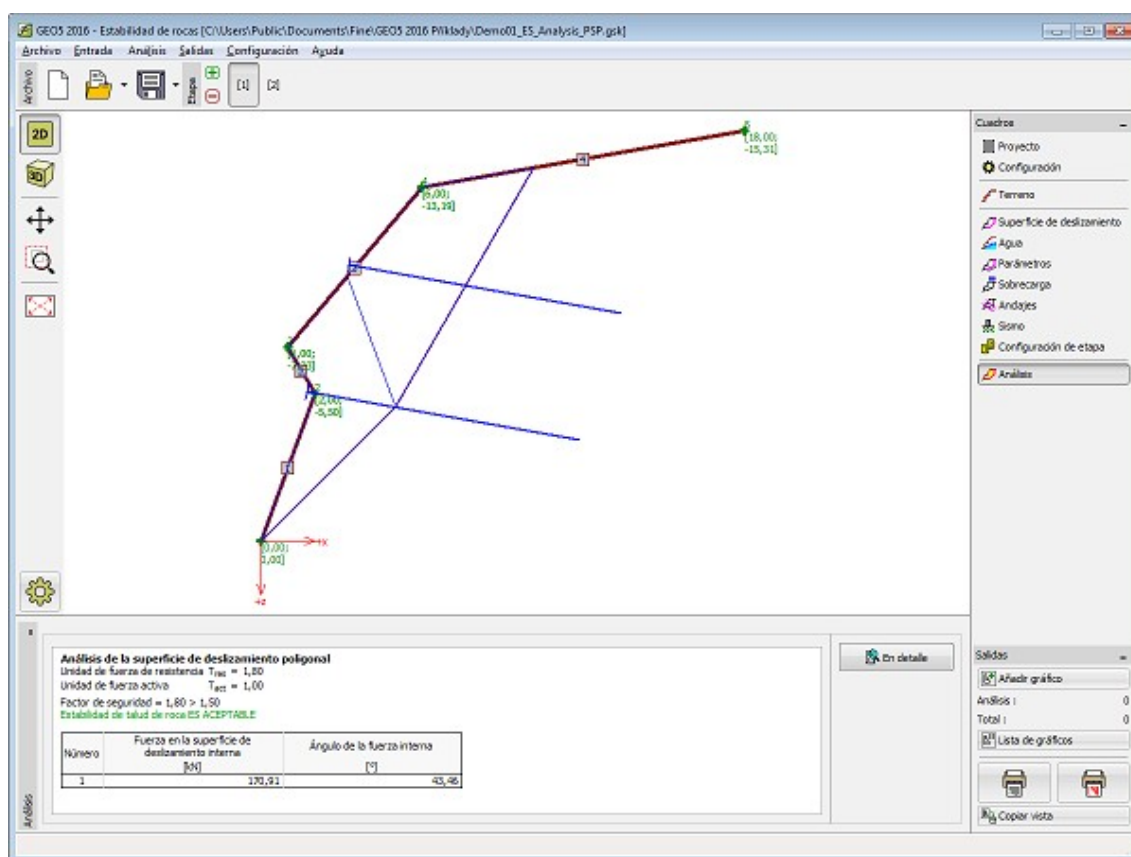 GEO5 2016 - Estabilidad de rocas [C:\Users\Public\Documents\Fine\GEO5 2016 Příklady\Demo01_ES_Analysis_PSP.gsk]
Archivo Entrada Análisis Salidas Configuración Ayuda
Archivo
Etapa
[1] [2]
2D
3D
[18,00;
-15,31]
[6,00;
-13,19]
[2,00;
-5,50]
[0,00;
1
4
+x
+z
Cuadros
Proyecto
Configuración
Terreno
Superficie de deslizamiento
Agua
Parámetros
Sobrecarga
Andajes
Sismo
Configuración de etapa
Análisis
Análisis
Análisis de la superficie de deslizamiento poligonal
Unidad de fuerza de resistencia Tres = 1,80
Unidad de fuerza activa Tact = 1,00
Factor de seguridad = 1,80 > 1,50
Estabilidad de talud de roca ES ACEPTABLE
Número Fuerza en la superficie de deslizamiento interna [kN] Ángulo de la fuerza interna [°]
1 170,91 43,46
En detalle
Salidas
Añadir gráfico
Análisis : 0
Total : 0
Lista de gráficos
Copiar vista